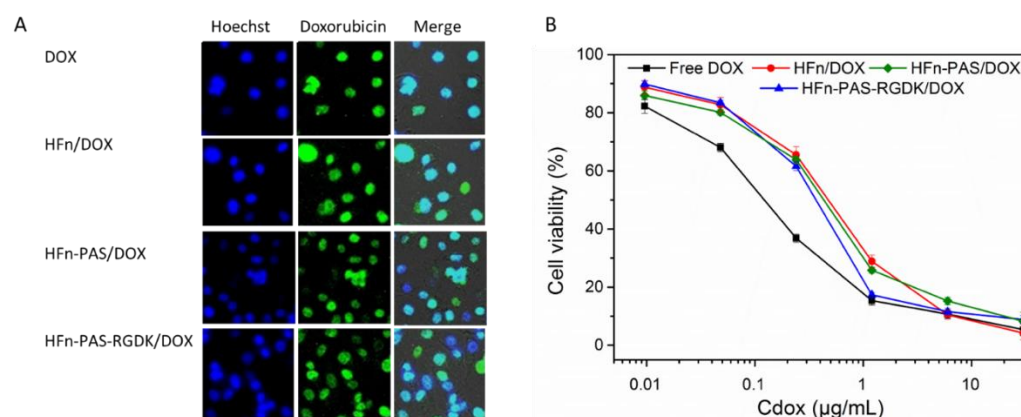 A
Hoechst Doxorubicin Merge
DOX
HFn/DOX
HFn-PAS/DOX
HFn-PAS-RGDK/DOX
B
Free DOX HFn/DOX HFn-PAS/DOX
HFn-PAS-RGDK/DOX
100
80
60
40
20
0
Cell viability (%)
0.01 0.1 1 10
Cdox (μg/mL)